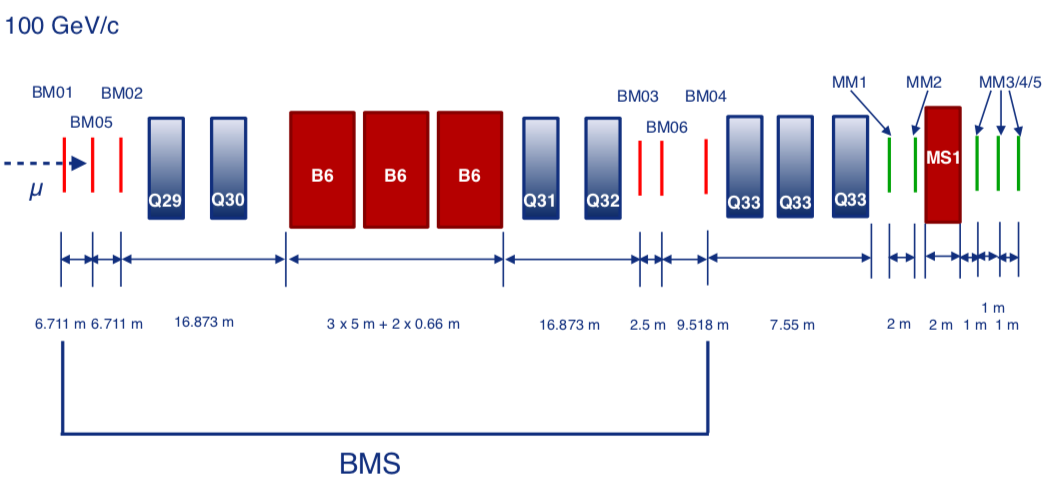 100 GeV/c
BM01 BM02
BM05
MM1 MM2 MM3/4/5
BM03 BM04
BM06
μ
Q29 Q30 B6 B6 B6 Q31 Q32 Q33 Q33 Q33 MS1
6.711 m 6.711 m 16.873 m 3 x 5 m + 2 x 0.66 m 16.873 m 2.5 m 9.518 m 7.55 m 2 m 2 m 1 m 1 m
1 m
BMS